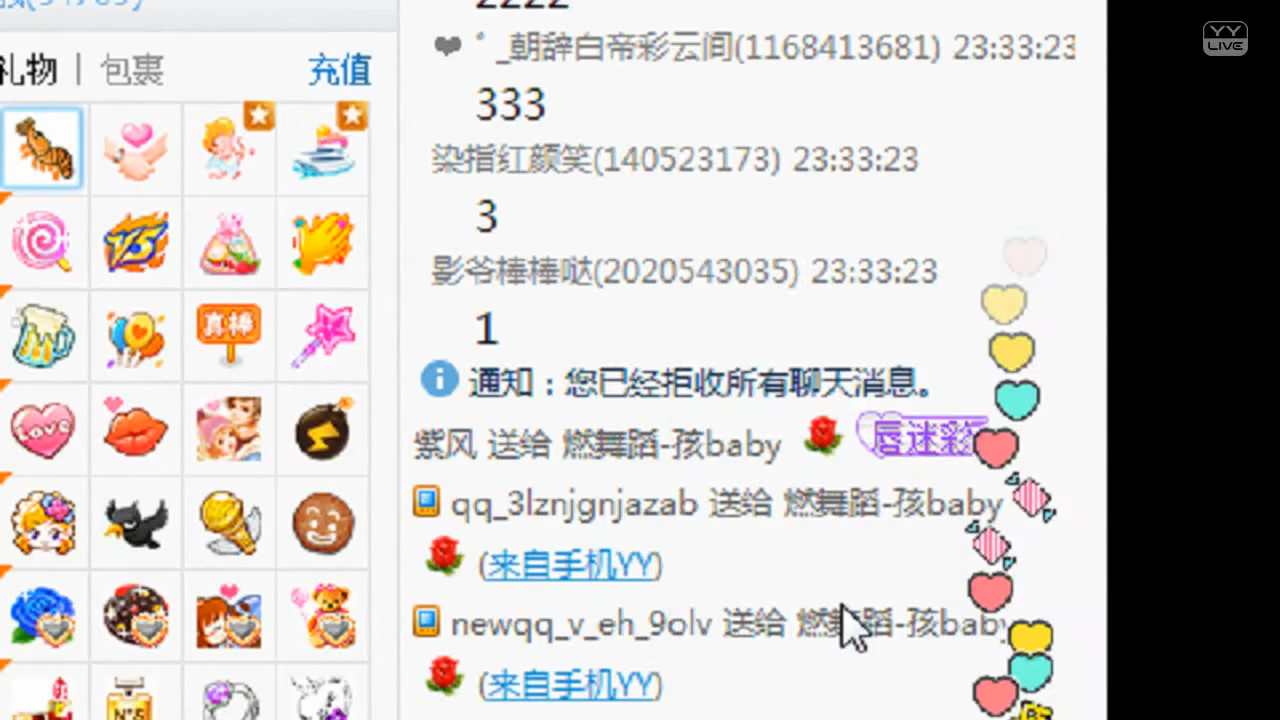 礼物 | 包裹 充值
VS
真棒
Love
N°5
2222
_朝辞白帝彩云间(1168413681) 23:33:23
333
染指红颜笑(140523173) 23:33:23
3
影爷棒棒哒(2020543035) 23:33:23
1
通知：您已经拒收所有聊天消息。
紫风 送给 燃舞蹈-孩baby 唇迷彩
qq_3lznjgnjazab 送给 燃舞蹈-孩baby
(来自手机YY)
newqq_v_eh_9olv 送给 燃舞蹈-孩baby
(来自手机YY)
YY
LIVE